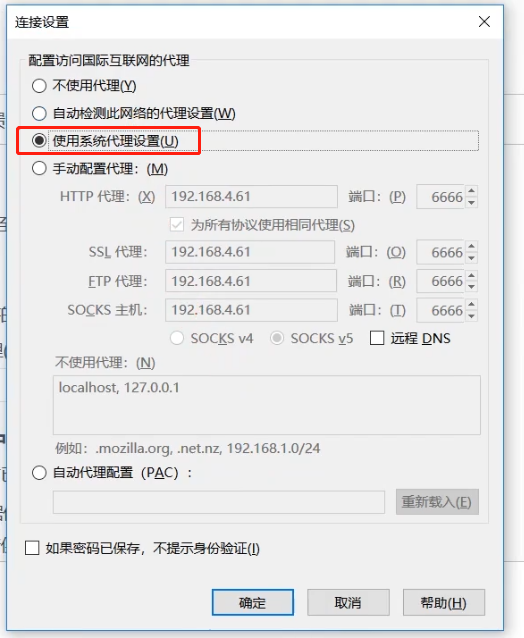 连接设置
配置访问国际互联网的代理
不使用代理(Y)
自动检测此网络的代理设置(W)
使用系统代理设置(U)
手动配置代理：(M)
HTTP 代理：(X) 192.168.4.61 端口：(P) 6666
为所有协议使用相同代理(S)
SSL 代理： 192.168.4.61 端口：(O) 6666
FTP 代理： 192.168.4.61 端口：(R) 6666
SOCKS 主机： 192.168.4.61 端口：(T) 6666
SOCKS v4 SOCKS v5 远程 DNS
不使用代理：(N)
localhost, 127.0.0.1
例如：.mozilla.org, .net.nz, 192.168.1.0/24
自动代理配置（PAC）：
重新载入(E)
如果密码已保存，不提示身份验证(I)
确定 取消 帮助(H)